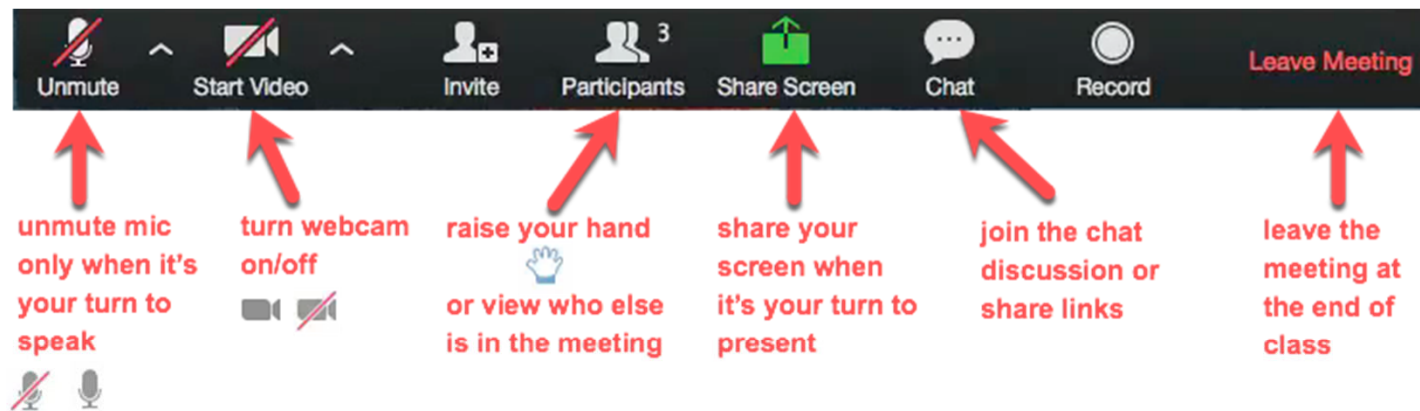 Unmute
Start Video
Invite
Participants
3
Share Screen
Chat
Record
Leave Meeting
unmute mic
only when it's
your turn to
speak
turn webcam
on/off
raise your hand
or view who else
is in the meeting
share your
screen when
it's your turn to
present
join the chat
discussion or
share links
leave the
meeting at
the end of
class